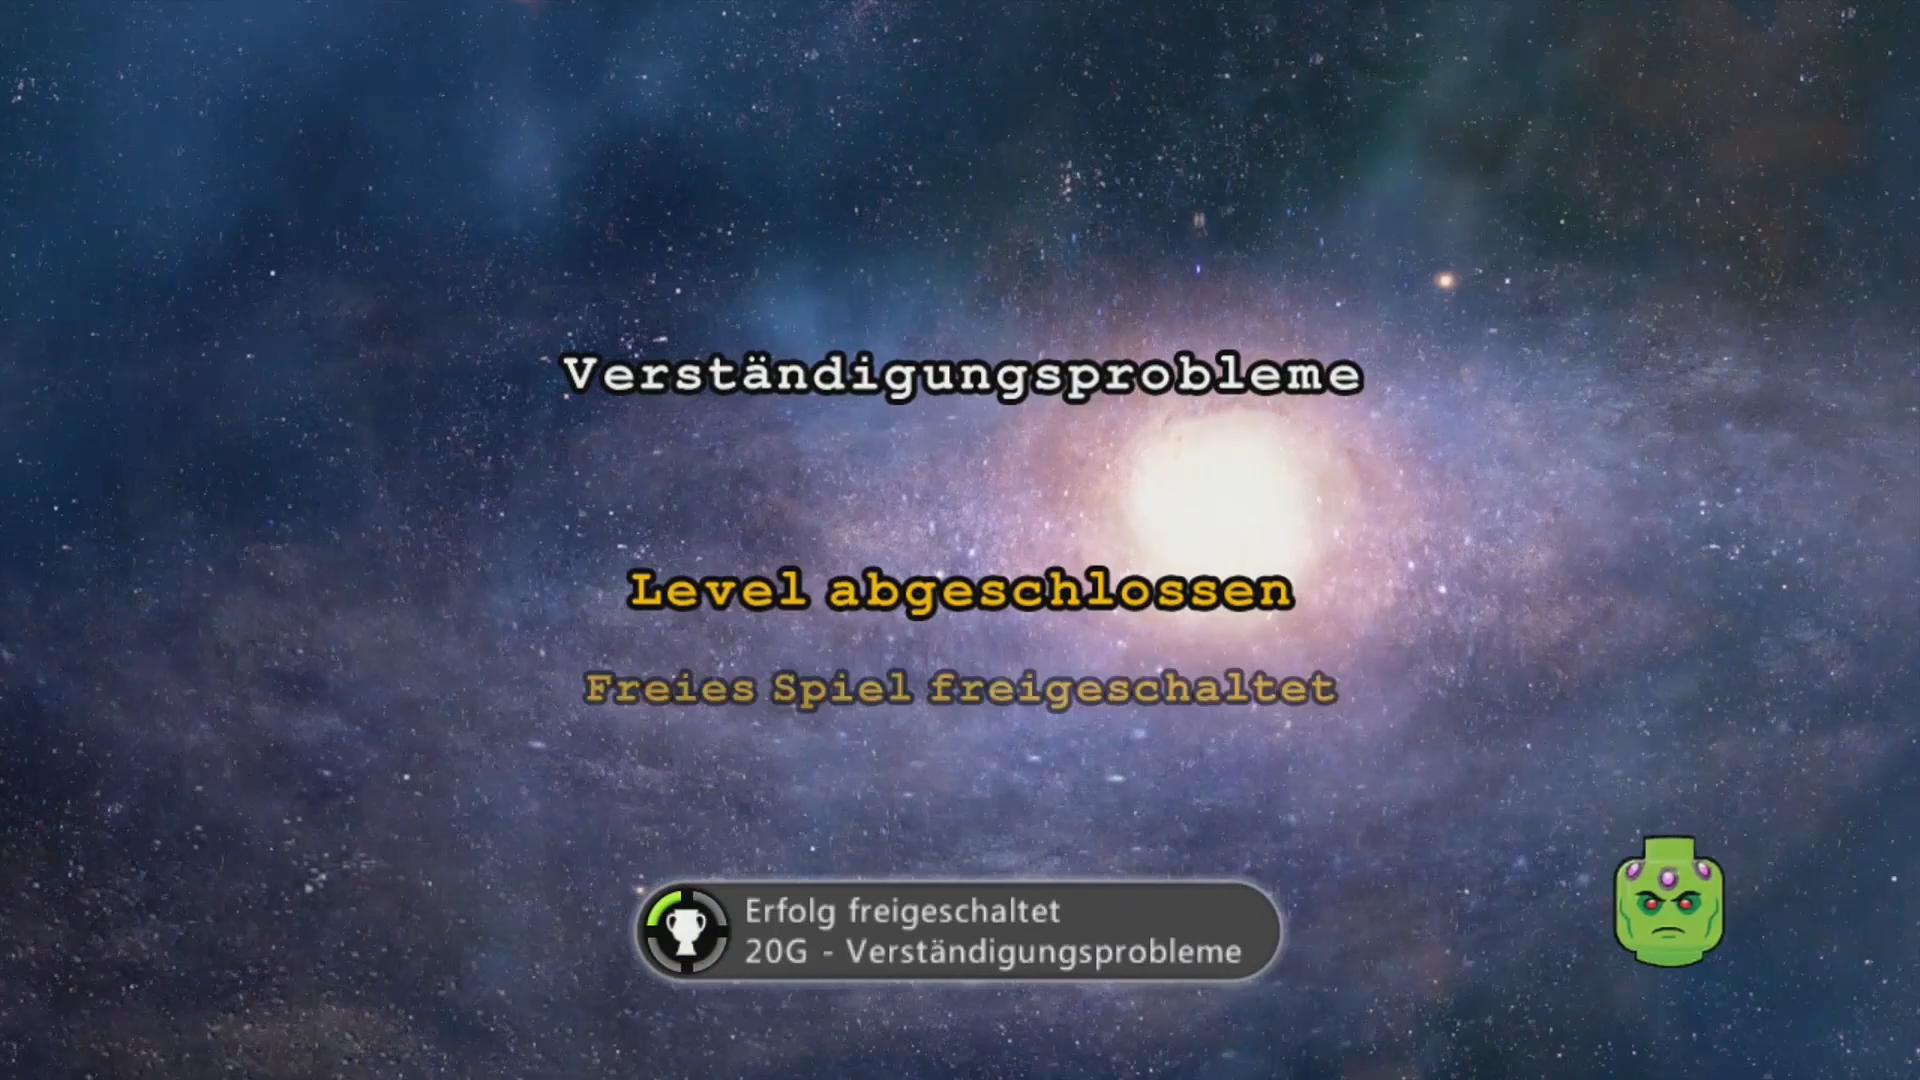 Verständigungsprobleme
Level abgeschlossen
Freies Spiel freigeschaltet
Erfolg freigeschaltet
20G - Verständigungsprobleme